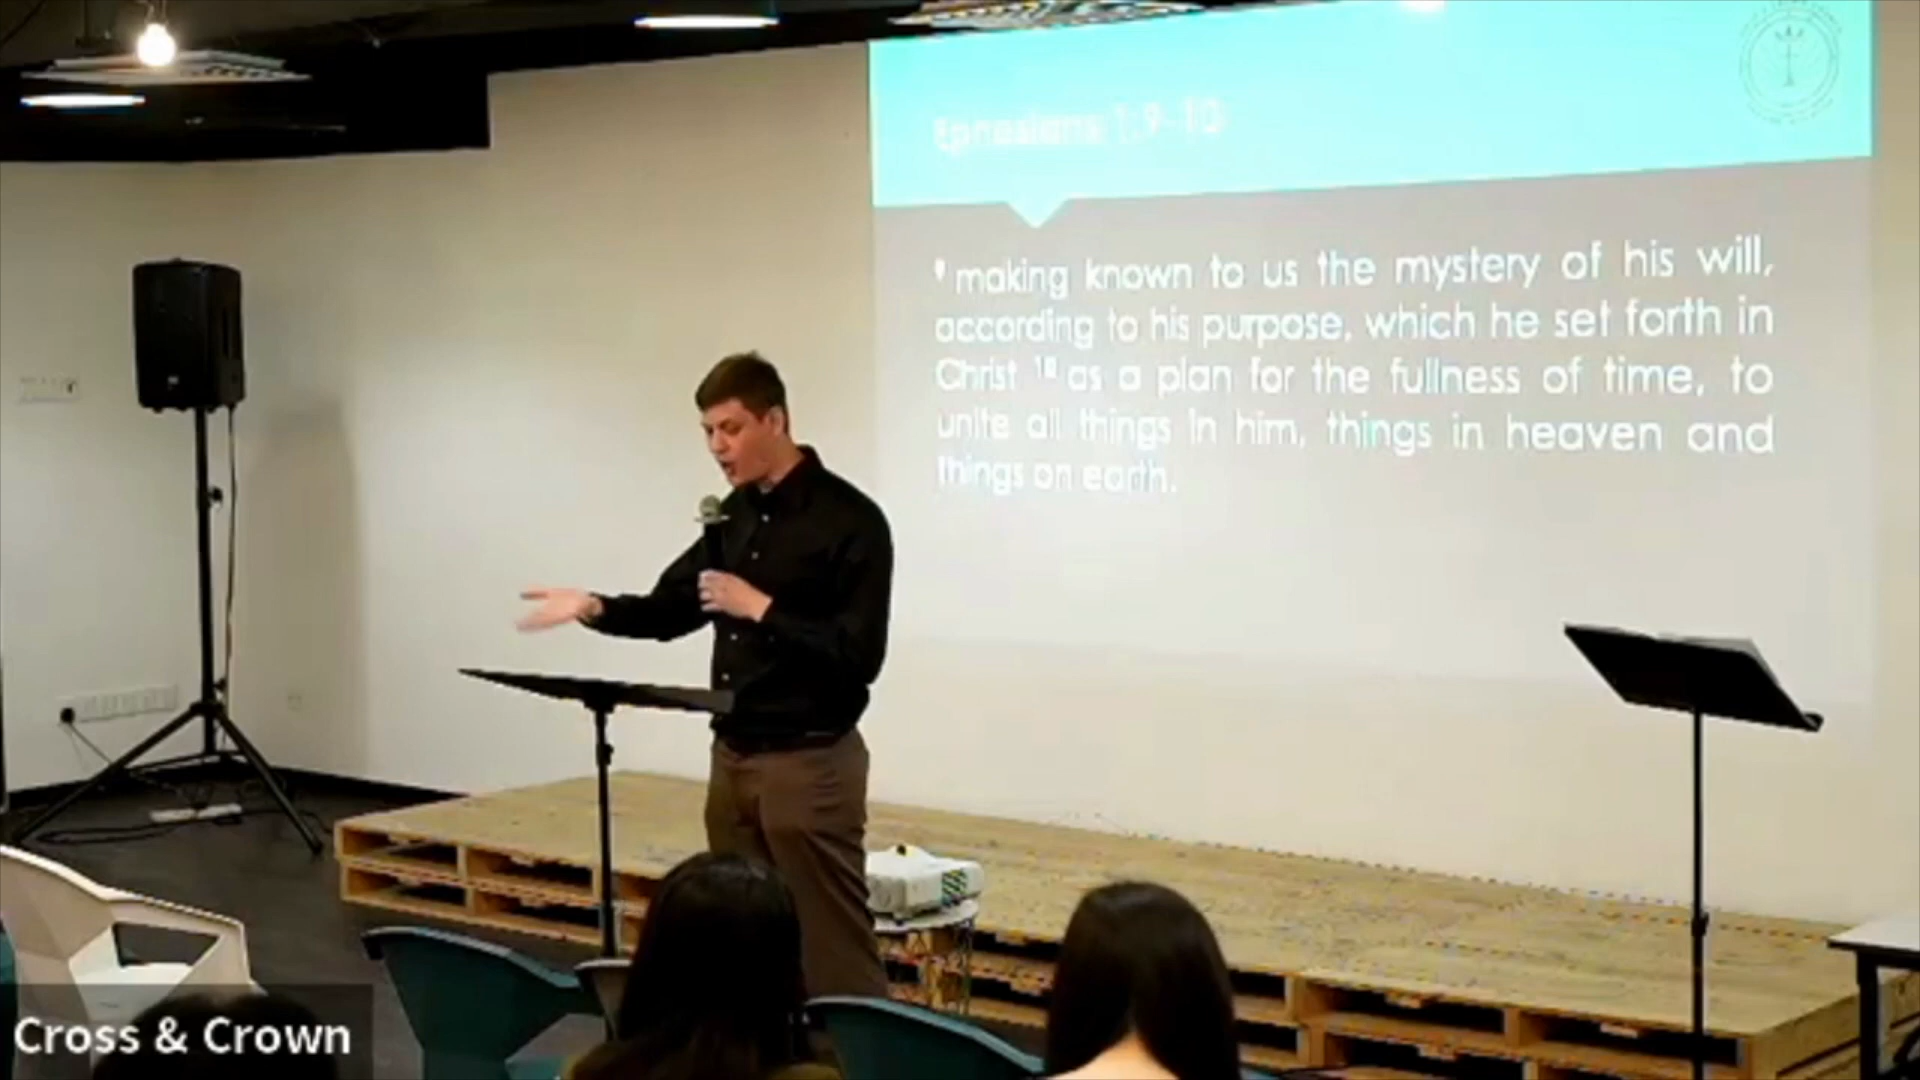 Ephesians 1:9-10
9 making known to us the mystery of his will,
according to his purpose, which he set forth in
Christ 10 as a plan for the fullness of time, to
unite all things in him, things in heaven and
things on earth.
Cross & Crown